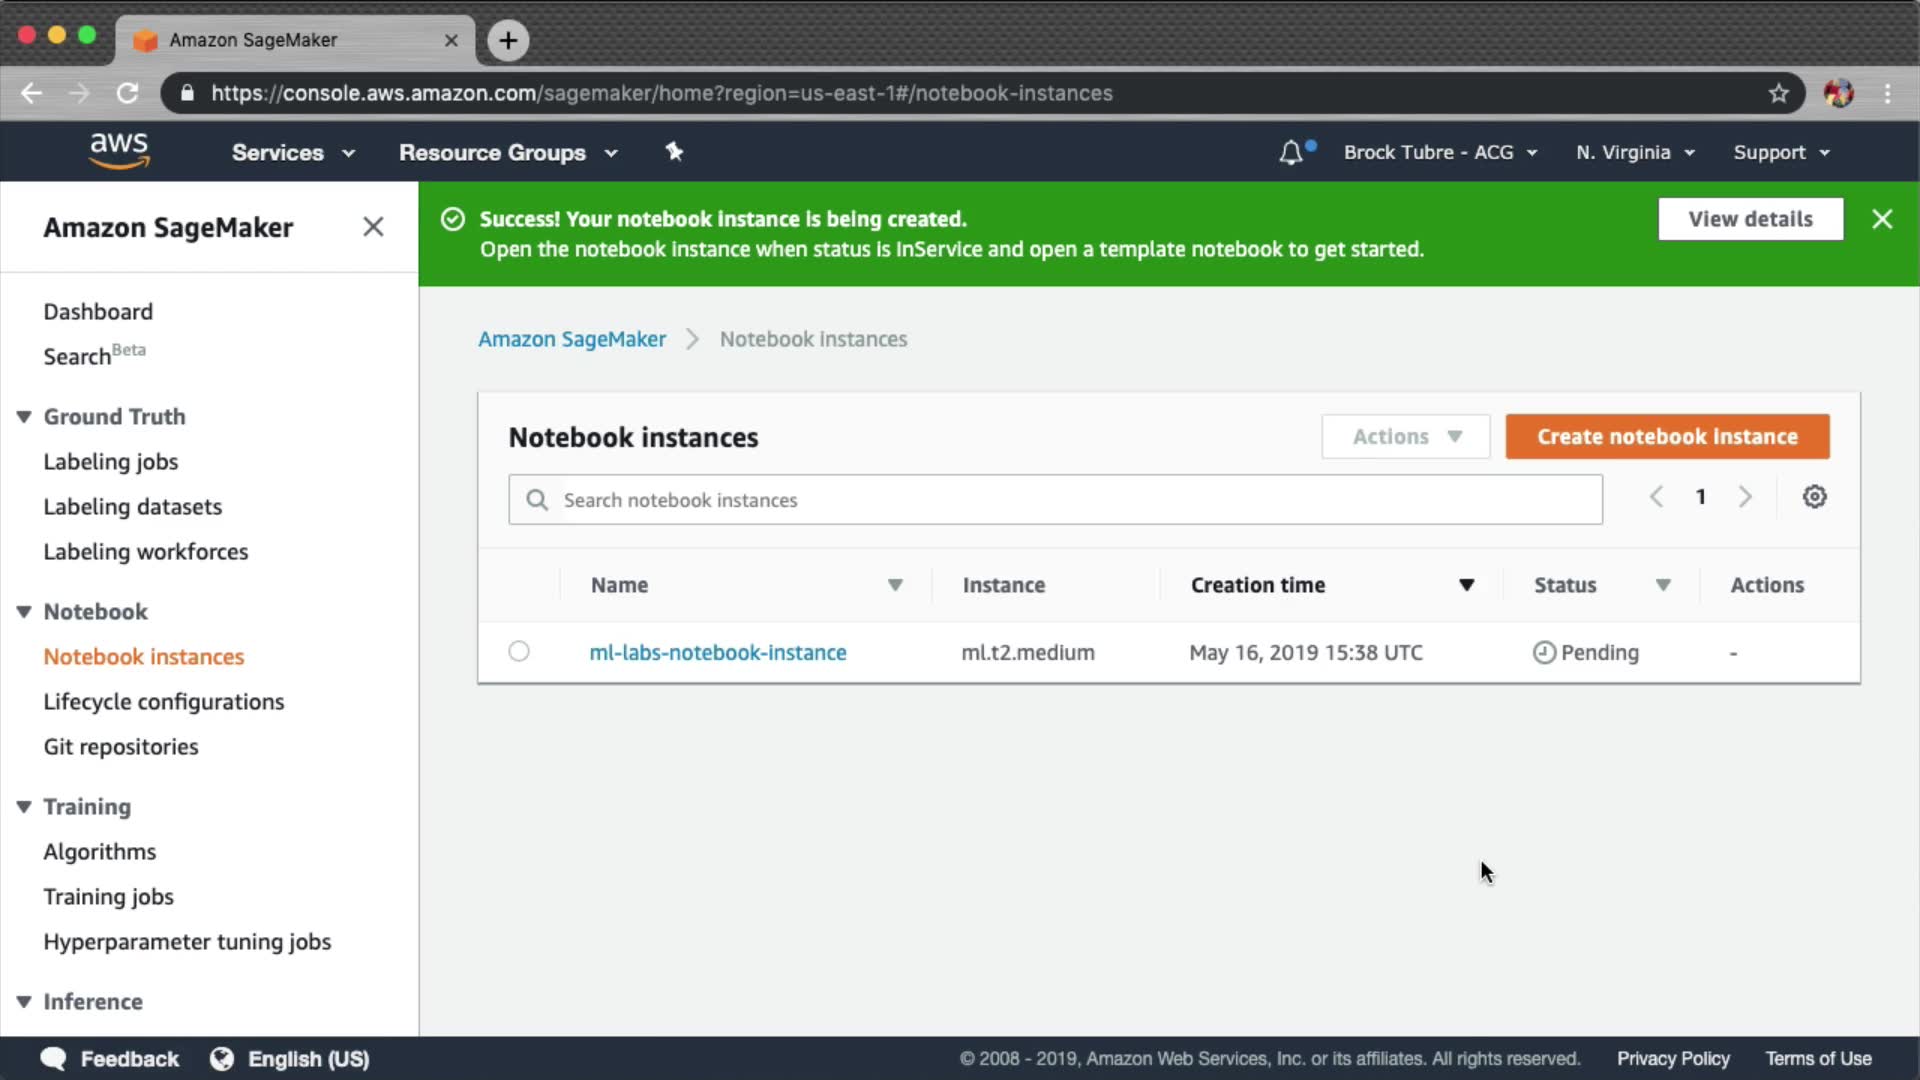 Amazon SageMaker
https://console.aws.amazon.com/sagemaker/home?region=us-east-1#/notebook-instances
aws
Services
Resource Groups
Brock Tubre - ACG
N. Virginia
Support
Amazon SageMaker
Dashboard
Search Beta
Ground Truth
Labeling jobs
Labeling datasets
Labeling workforces
Notebook
Notebook instances
Lifecycle configurations
Git repositories
Training
Algorithms
Training jobs
Hyperparameter tuning jobs
Inference
Success! Your notebook instance is being created.
Open the notebook instance when status is InService and open a template notebook to get started.
View details
Amazon SageMaker
Notebook instances
Notebook instances
Actions
Create notebook instance
Search notebook instances
1
Name Instance Creation time Status Actions
ml-labs-notebook-instance ml.t2.medium May 16, 2019 15:38 UTC Pending -
Feedback
English (US)
© 2008 - 2019, Amazon Web Services, Inc. or its affiliates. All rights reserved.
Privacy Policy
Terms of Use